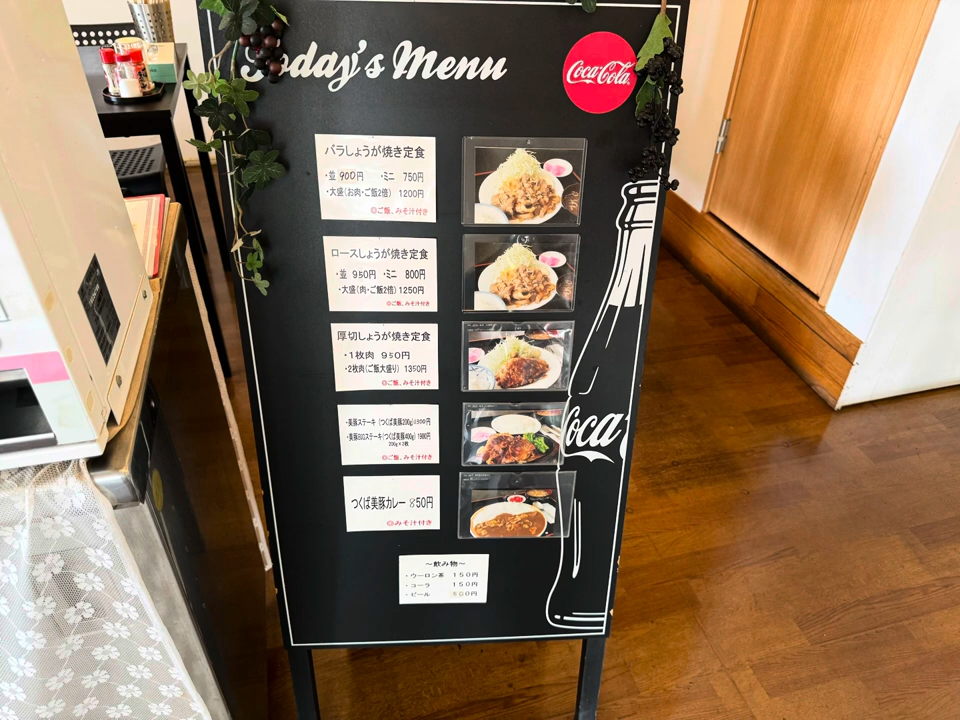 Today's Menu
Coca-Cola
バラしょうが焼き定食
・並 900円 ・ミニ 750円
・大盛(お肉・ご飯2倍) 1200円
◎ご飯、みそ汁付き
ロースしょうが焼き定食
・並 950円 ・ミニ 800円
・大盛(肉・ご飯2倍) 1250円
◎ご飯、みそ汁付き
厚切しょうが焼き定食
・1枚肉 950円
・2枚肉(ご飯大盛り) 1350円
◎ご飯、みそ汁付き
・美豚ステーキ (つくば美豚200g) 1300円
・美豚BIGステーキ(つくば美豚400g) 1900円
200g×2枚
◎ご飯、みそ汁付き
つくば美豚カレー 850円
◎みそ汁付き
Coca
～飲み物～
・ウーロン茶 150円
・コーラ 150円
・ビール 500円